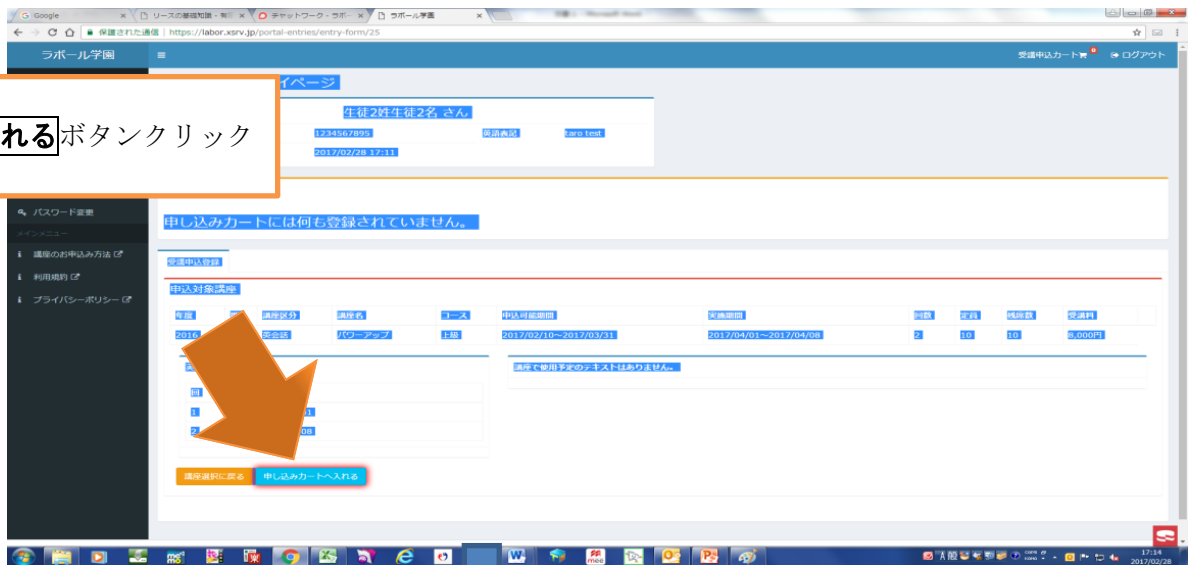 Google
リースの基礎知識
チャットワーク - ラボ-
ラボール学園
保護された通信 | https://labor.xsrv.jp/portal-entries/entry-form/25
ラボール学園
受講申込カート 0 ログアウト
イページ
れるボタンクリック
生徒2姓生徒2名 さん
1234567895 英語表記 taro test
2017/02/28 17:11
パスワード変更
メインメニュー
申し込みカートには何も登録されていません。
講座のお申込み方法
利用規約
プライバシーポリシー
受講申込登録
申込対象講座
年度 講座区分 講座名 コース 申込可能期間 実施期間 回数 定員 残席数 受講料
2016 英会話 パワーアップ 上級 2017/02/10～2017/03/31 2017/04/01～2017/04/08 2 10 10 8,000円
講座で使用予定のテキストはありません。
回
1 01
2 08
講座選択に戻る 申し込みカートへ入れる
17:14
2017/02/28